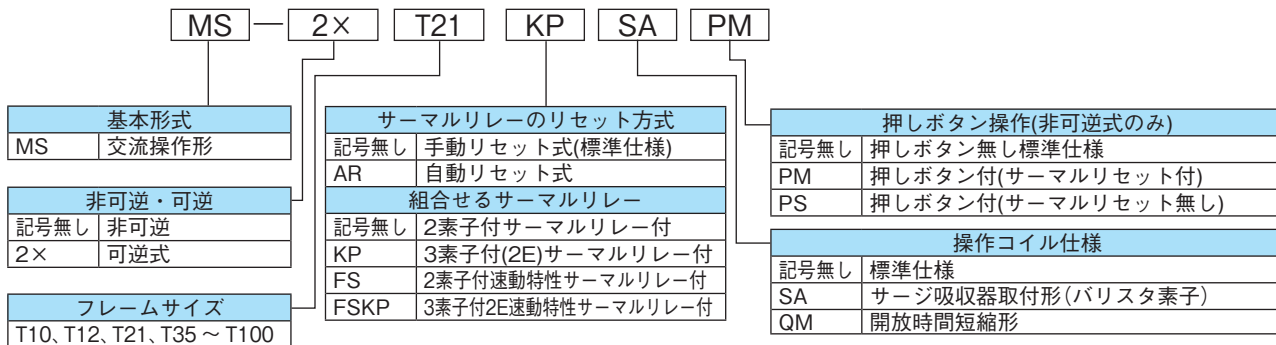 MS — 2× T21 KP SA PM
基本形式
MS 交流操作形
非可逆・可逆
記号無し 非可逆
2× 可逆式
フレームサイズ
T10、T12、T21、T35～T100
サーマルリレーのリセット方式
記号無し 手動リセット式(標準仕様)
AR 自動リセット式
組合せるサーマルリレー
記号無し 2素子付サーマルリレー付
KP 3素子付(2E)サーマルリレー付
FS 2素子付速動特性サーマルリレー付
FSKP 3素子付2E速動特性サーマルリレー付
押しボタン操作(非可逆式のみ)
記号無し 押しボタン無し標準仕様
PM 押しボタン付(サーマルリセット付)
PS 押しボタン付(サーマルリセット無し)
操作コイル仕様
記号無し 標準仕様
SA サージ吸収器取付形(バリスタ素子)
QM 開放時間短縮形